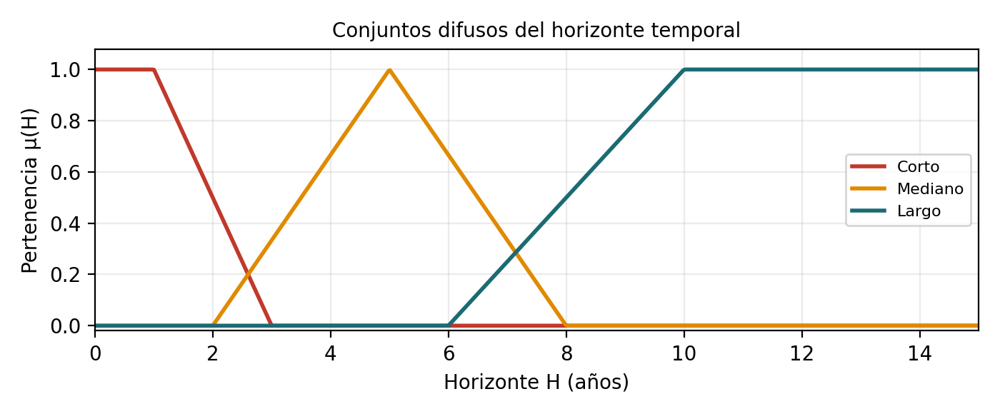 Conjuntos difusos del horizonte temporal
Pertenencia μ(H)
1.0
0.8
0.6
0.4
0.2
0.0
Corto
Mediano
Largo
0 2 4 6 8 10 12 14
Horizonte H (años)